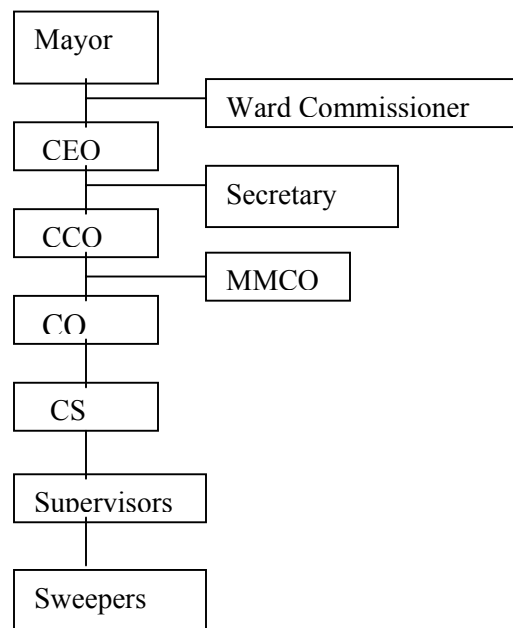 Mayor
Ward Commissioner
CEO
Secretary
CCO
MMCO
CO
CS
Supervisors
Sweepers